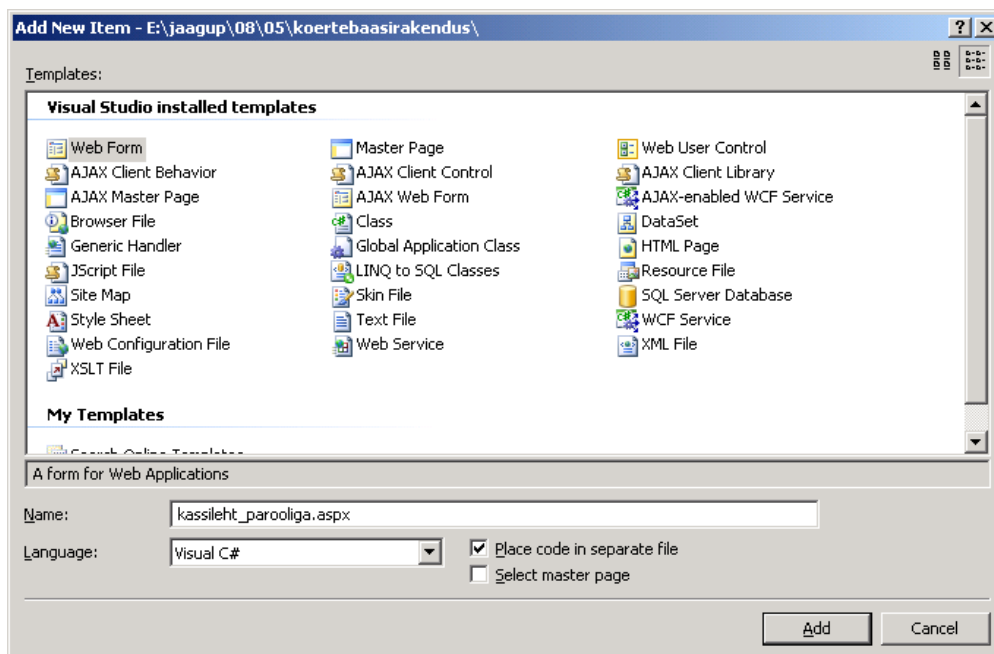 Add New Item - E:\jaagup\08\05\koertebaasirakendus\
Templates:
Visual Studio installed templates
Web Form Master Page Web User Control
AJAX Client Behavior AJAX Client Control AJAX Client Library
AJAX Master Page AJAX Web Form AJAX-enabled WCF Service
Browser File Class DataSet
Generic Handler Global Application Class HTML Page
JScript File LINQ to SQL Classes Resource File
Site Map Skin File SQL Server Database
Style Sheet Text File WCF Service
Web Configuration File Web Service XML File
XSLT File
My Templates
Search Online Templates
A form for Web Applications
Name: kassileht_parooliga.aspx
Language: Visual C# Place code in separate file
Select master page
Add Cancel